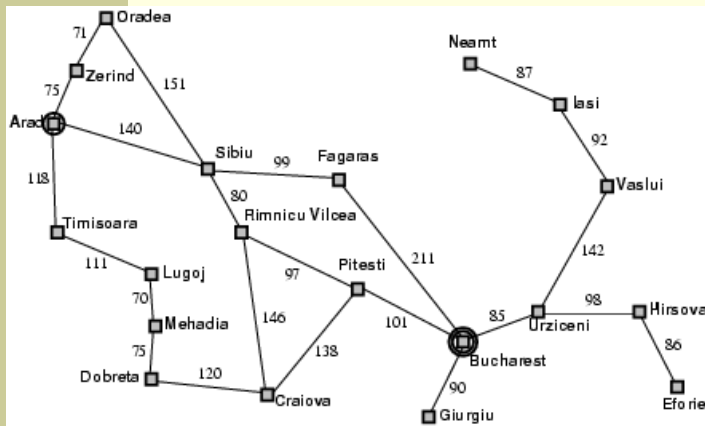 71 Oradea
Neamt
Zerind
87
75
151
Iasi
Arad
140
92
Sibiu
99
Fagaras
118
Vaslui
80
Timisoara
Rimnicu Vilcea
142
111
211
Lugoj
97
Pitesti
70
98
Hirsova
85
Mehadia
146
101
Urziceni
138
86
75
Bucharest
120
Dobreta
90
Eforie
Craiova
Giurgiu